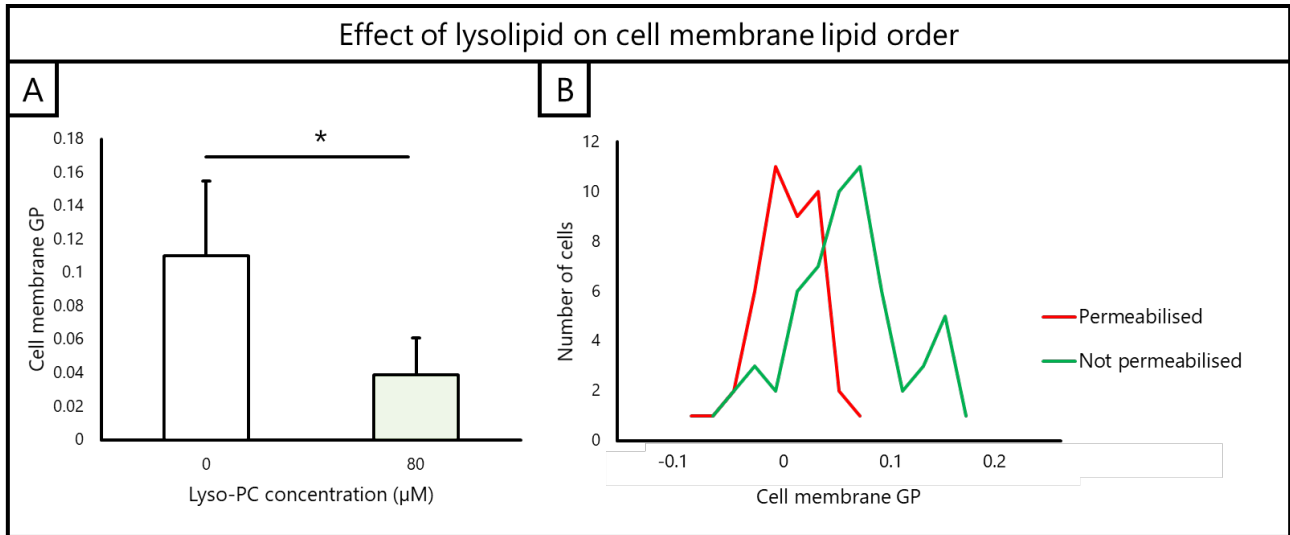 Effect of lysolipid on cell membrane lipid order
A
Cell membrane GP
0.18
0.16
0.14
0.12
0.1
0.08
0.06
0.04
0.02
0
*
0
80
Lyso-PC concentration (µM)
B
Number of cells
12
10
8
6
4
2
0
-0.1
0
0.1
0.2
Cell membrane GP
Permeabilised
Not permeabilised